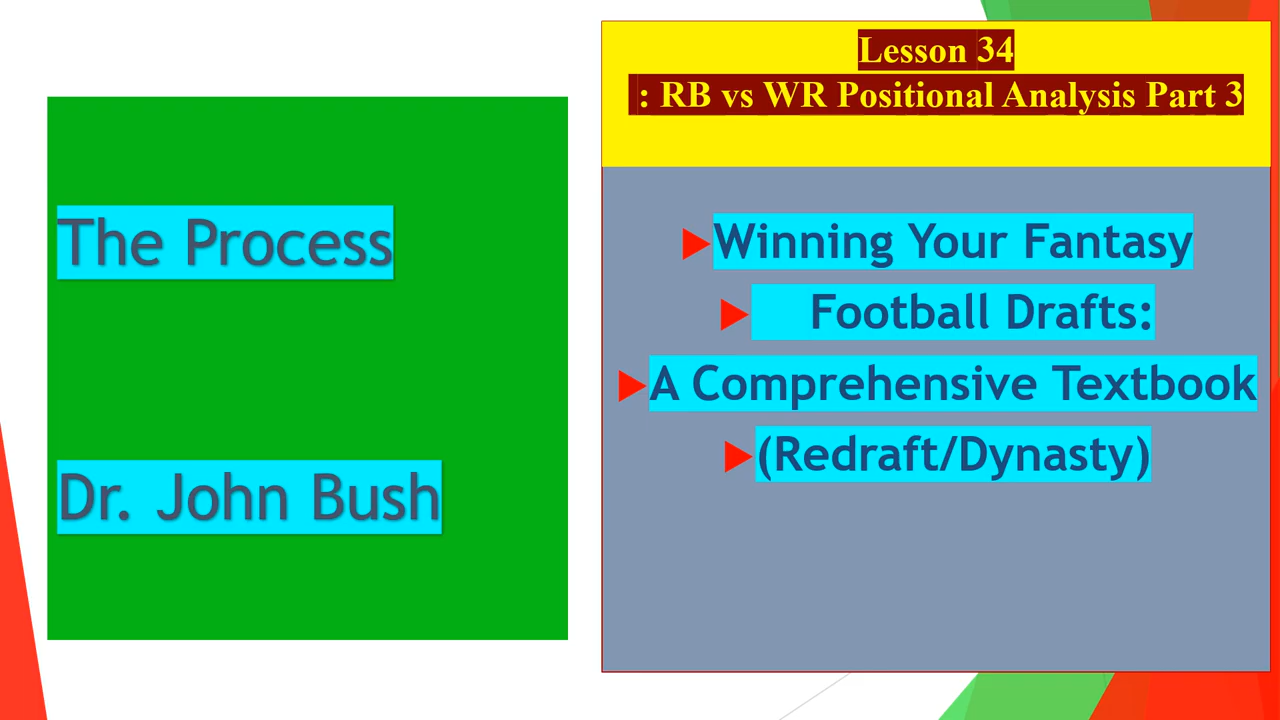 The Process
Dr. John Bush
Lesson 34
: RB vs WR Positional Analysis Part 3
Winning Your Fantasy
Football Drafts:
A Comprehensive Textbook
(Redraft/Dynasty)